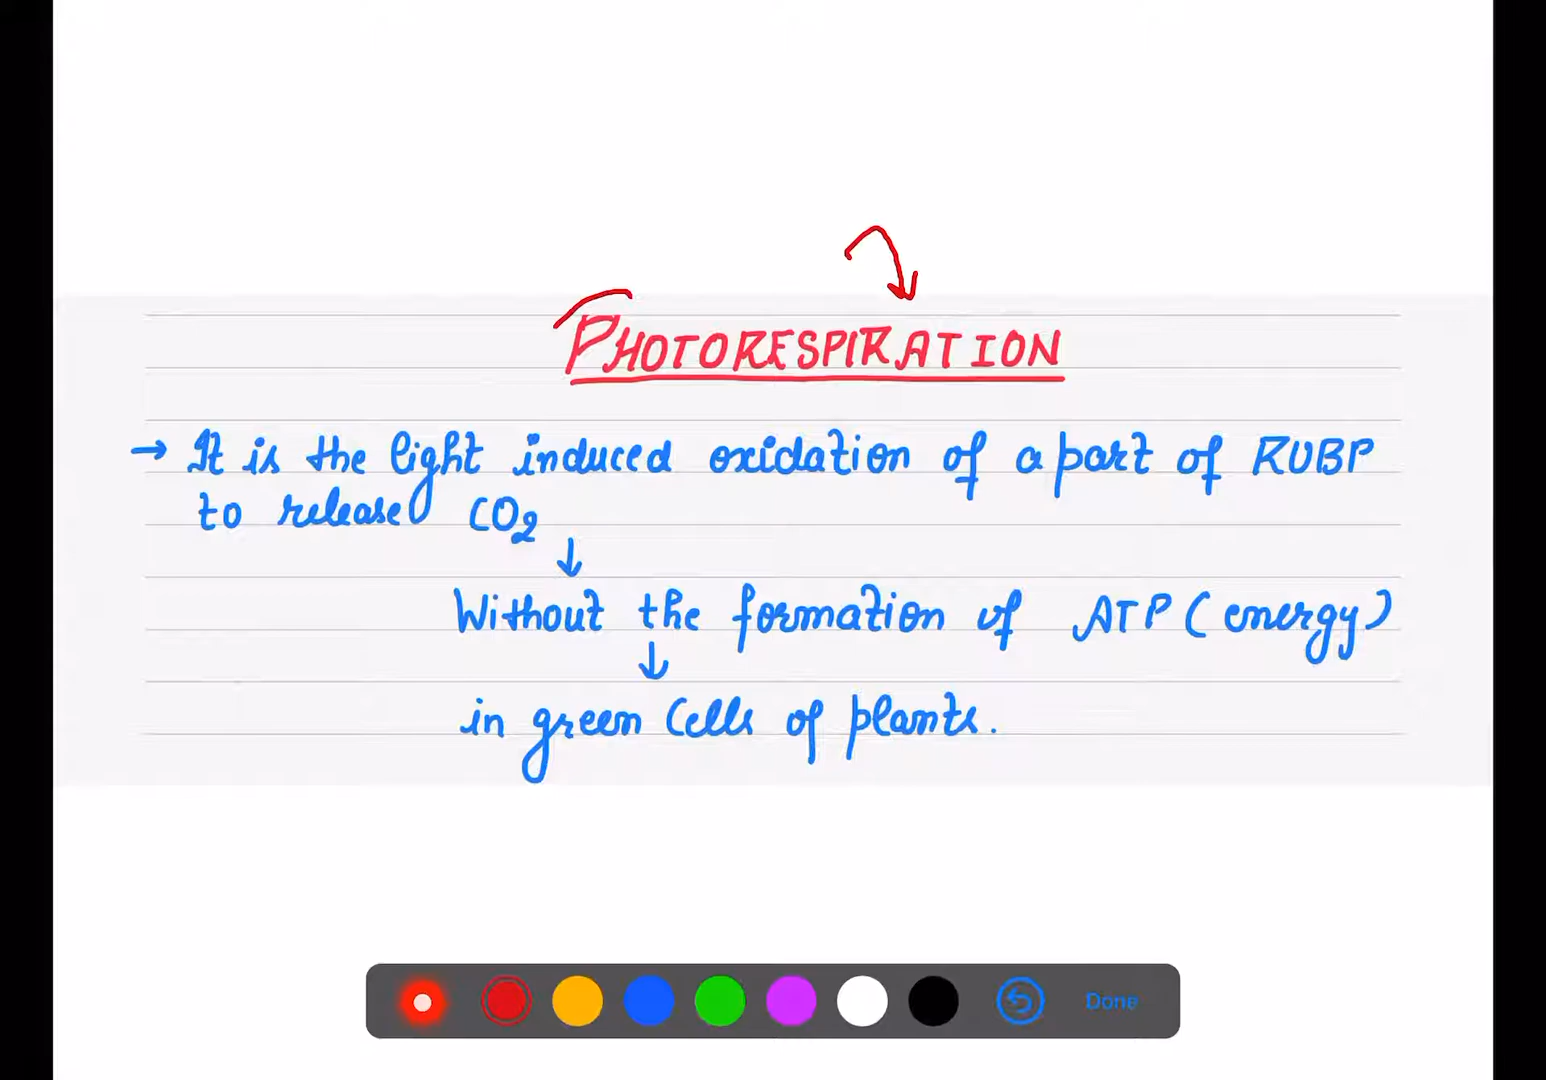 PHOTORESPIRATION
→ It is the light induced oxidation of a part of RUBP
to release CO₂
↓
Without the formation of ATP (energy)
↓
in green cells of plants.
Done